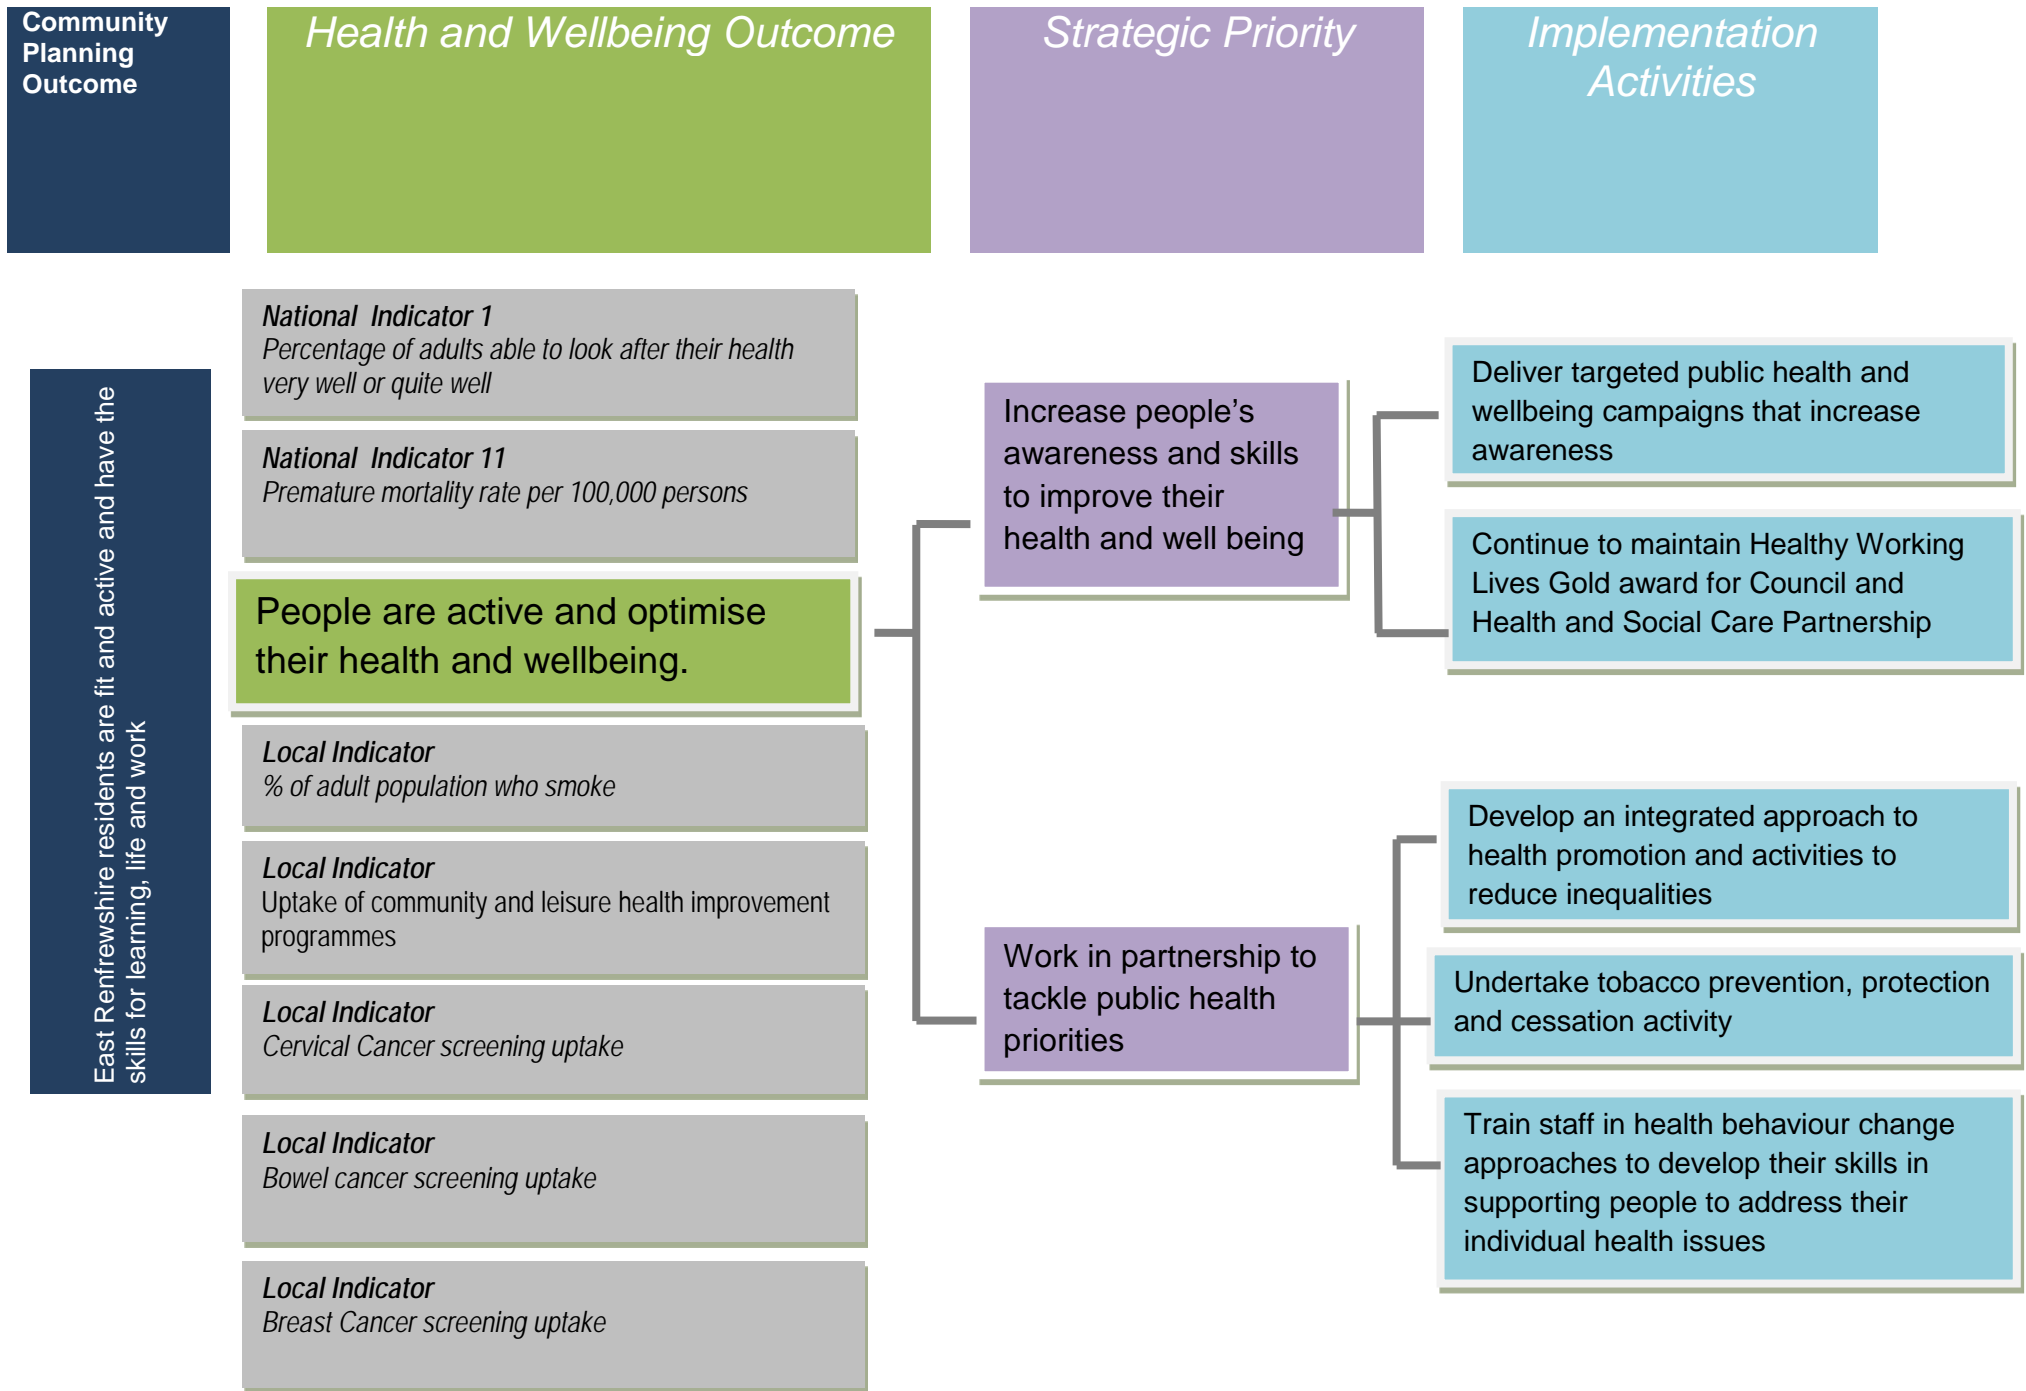 Community
Planning
Outcome
Health and Wellbeing Outcome
Strategic Priority
Implementation
Activities
East Renfrewshire residents are fit and active and have the
skills for learning, life and work
National Indicator 1
Percentage of adults able to look after their health
very well or quite well
National Indicator 11
Premature mortality rate per 100,000 persons
People are active and optimise
their health and wellbeing.
Local Indicator
% of adult population who smoke
Local Indicator
Uptake of community and leisure health improvement
programmes
Local Indicator
Cervical Cancer screening uptake
Local Indicator
Bowel cancer screening uptake
Local Indicator
Breast Cancer screening uptake
Increase people’s
awareness and skills
to improve their
health and well being
Work in partnership to
tackle public health
priorities
Deliver targeted public health and
wellbeing campaigns that increase
awareness
Continue to maintain Healthy Working
Lives Gold award for Council and
Health and Social Care Partnership
Develop an integrated approach to
health promotion and activities to
reduce inequalities
Undertake tobacco prevention, protection
and cessation activity
Train staff in health behaviour change
approaches to develop their skills in
supporting people to address their
individual health issues